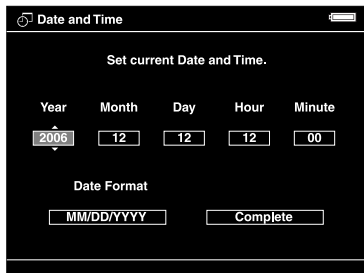 Date and Time
Set current Date and Time.
Year Month Day Hour Minute
2006 12 12 12 00
Date Format
MM/DD/YYYY Complete